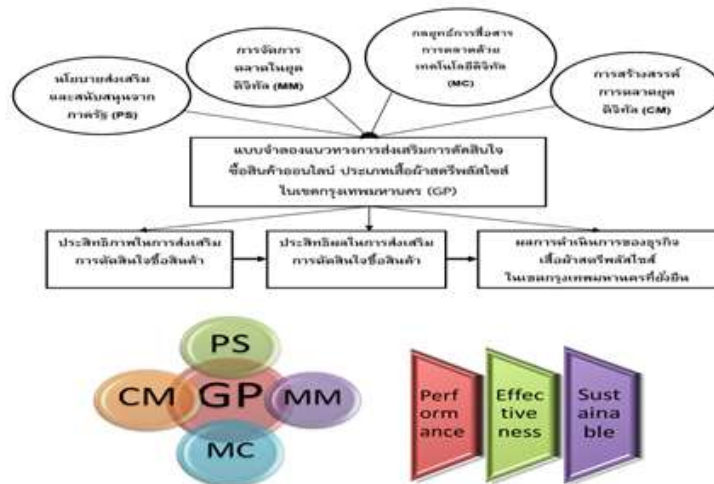 นโยบายส่งเสริม
และสนับสนุนจาก
ภาครัฐ (PS)
การจัดการ
ตลาดในยุค
ดิจิทัล (MM)
กลยุทธ์การสื่อสาร
การตลาดด้วย
เทคโนโลยีดิจิทัล
(MC)
การสร้างสรรค์
การตลาดยุค
ดิจิทัล (CM)
แบบจำลองแนวทางการส่งเสริมการตัดสินใจ
ซื้อสินค้าออนไลน์ ประเภทเสื้อผ้าสตรีพลัสไซส์
ในเขตกรุงเทพมหานคร (GP)
ประสิทธิภาพในการส่งเสริม
การตัดสินใจซื้อสินค้า
ประสิทธิผลในการส่งเสริม
การตัดสินใจซื้อสินค้า
ผลการดำเนินการของธุรกิจ
เสื้อผ้าสตรีพลัสไซส์
ในเขตกรุงเทพมหานครที่ยั่งยืน
PS
CM
GP
MM
MC
Perf
orm
ance
Effec
tive
ness
Sust
aina
ble